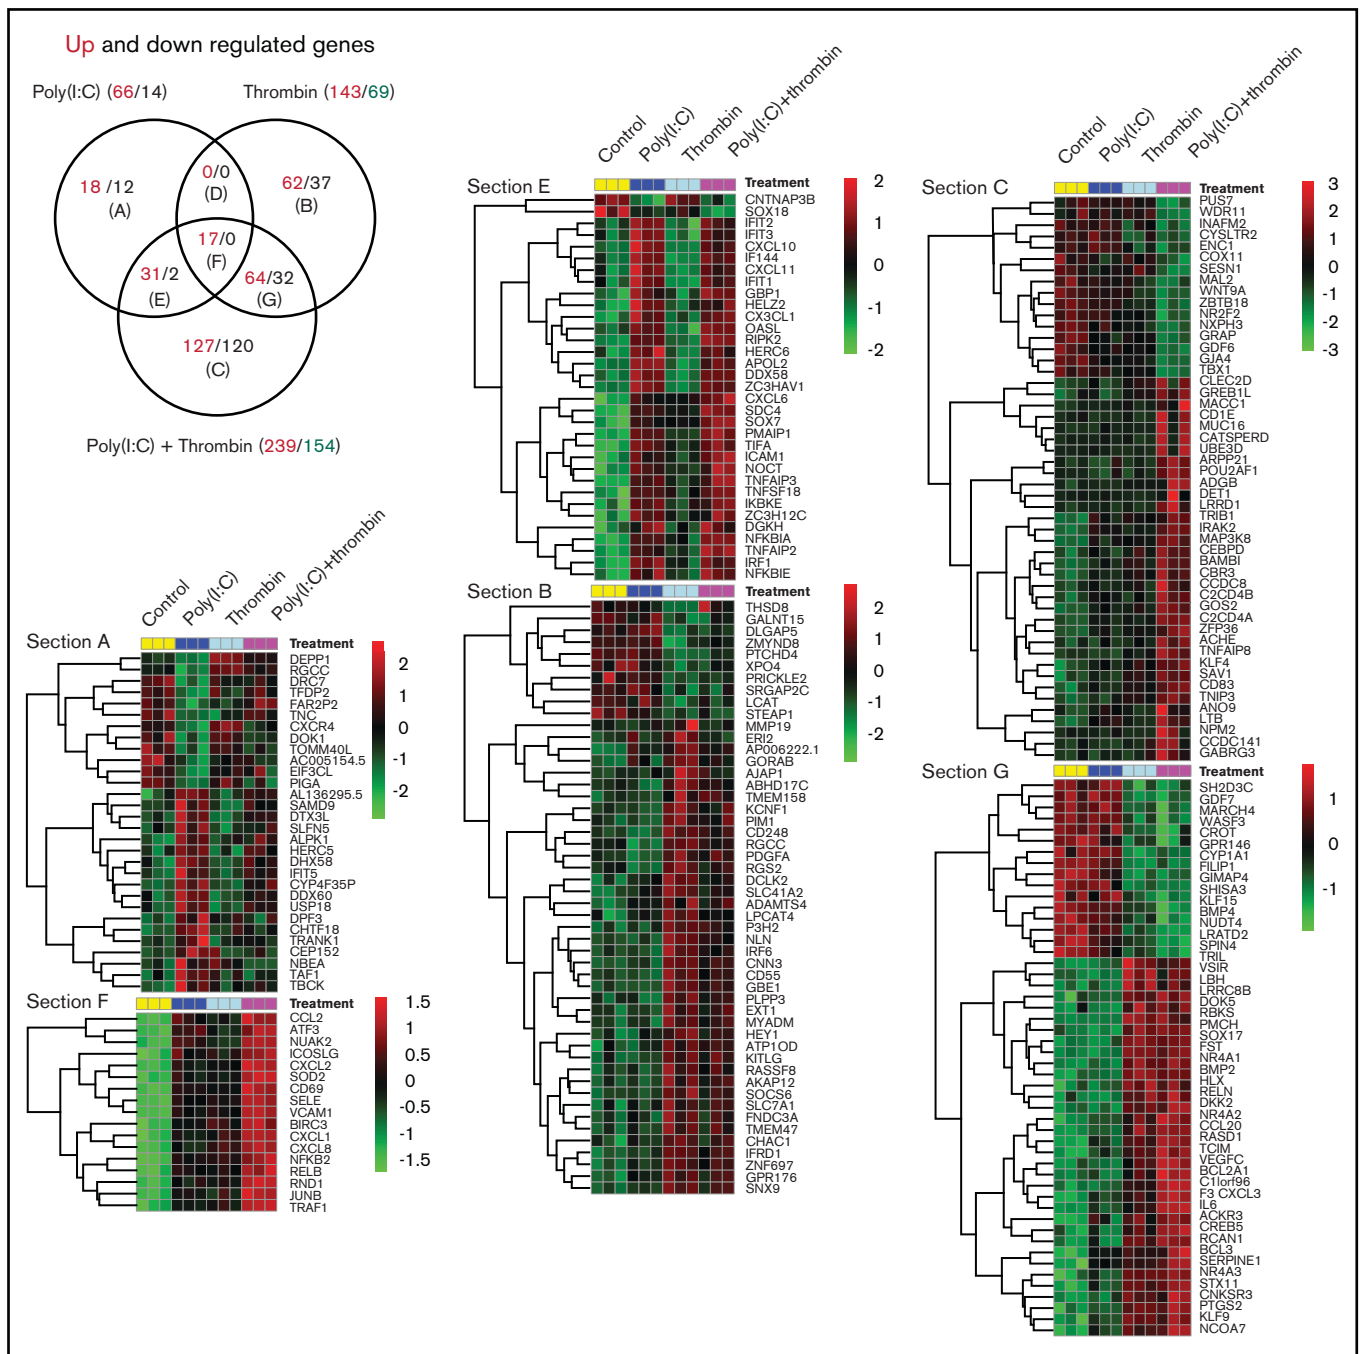 Up and down regulated genes
Poly(I:C) (66/14)
Thrombin (143/69)
18/12
(A)
0/0
(D)
62/37
(B)
17/0
(F)
31/2
(E)
64/32
(G)
127/120
(C)
Poly(I:C) + Thrombin (239/154)
Control
Poly(I:C)
Thrombin
Poly(I:C)+thrombin
Section A
Treatment
DEPP1
RGCC
DRC7
TFDP2
FAR2P2
TNC
CXCR4
DOK1
TOMM40L
AC005154.5
EIF3CL
PIGA
AL136295.5
SAMD9
DTX3L
SLFN5
ALPK1
HERC5
DHX58
IFIT5
CYP4F35P
DDX60
USP18
DPF3
CHTF18
TRANK1
CEP152
NBEA
TAF1
TBCK
2
1
0
-1
-2
Section F
Treatment
CCL2
ATF3
NUAK2
ICOSLG
CXCL2
SOD2
CD69
SELE
VCAM1
BIRC3
CXCL1
CXCL8
NFKB2
RELB
RND1
JUNB
TRAF1
1.5
1
0.5
0
-0.5
-1
-1.5
Control
Poly(I:C)
Thrombin
Poly(I:C)+thrombin
Section E
Treatment
CNTNAP3B
SOX18
IFIT2
IFIT3
CXCL10
IF144
CXCL11
IFIT1
GBP1
HELZ2
CX3CL1
OASL
RIPK2
HERC6
APOL2
DDX58
ZC3HAV1
CXCL6
SDC4
SOX7
PMAIP1
TIFA
ICAM1
NOCT
TNFAIP3
TNFSF18
IKBKE
ZC3H12C
DGKH
NFKBIA
TNFAIP2
IRF1
NFKBIE
2
1
0
-1
-2
Section B
Treatment
THSD8
GALNT15
DLGAP5
ZMYND8
PTCHD4
XPO4
PRICKLE2
SRGAP2C
LCAT
STEAP1
MMP19
ERI2
AP006222.1
GORAB
AJAP1
ABHD17C
TMEM158
KCNF1
PIM1
CD248
RGCC
PDGFA
RGS2
DCLK2
SLC41A2
ADAMTS4
LPCAT4
P3H2
NLN
IRF6
CNN3
CD55
GBE1
PLPP3
EXT1
MYADM
HEY1
ATP1OD
KITLG
RASSF8
AKAP12
SOCS6
SLC7A1
FNDC3A
TMEM47
CHAC1
IFRD1
ZNF697
GPR176
SNX9
2
1
0
-1
-2
Control
Poly(I:C)
Thrombin
Poly(I:C)+thrombin
Section C
Treatment
PUS7
WDR11
INAFM2
CYSLTR2
ENC1
COX11
SESN1
MAL2
WNT9A
ZBTB18
NR2F2
NXPH3
GRAP
GDF6
GJA4
TBX1
CLEC2D
GREB1L
MACC1
CD1E
MUC16
CATSPERD
UBE3D
ARPP21
POU2AF1
ADGB
DET1
LRRD1
TRIB1
IRAK2
MAP3K8
CEBPD
BAMBI
CBR3
CCDC8
C2CD4B
GOS2
C2CD4A
ZFP36
ACHE
TNFAIP8
KLF4
SAV1
CD83
TNIP3
ANO9
LTB
NPM2
CCDC141
GABRG3
3
2
1
0
-1
-2
-3
Section G
Treatment
SH2D3C
GDF7
MARCH4
WASF3
CROT
GPR146
CYP1A1
FILIP1
GIMAP4
SHISA3
KLF15
BMP4
NUDT4
LRATD2
SPIN4
TRIL
VSIR
LBH
LRRC8B
DOK5
RBKS
PMCH
SOX17
FST
NR4A1
BMP2
HLX
RELN
DKK2
NR4A2
CCL20
RASD1
TCIM
VEGFC
BCL2A1
C1lorf96
F3 CXCL3
IL6
ACKR3
CREB5
RCAN1
BCL3
SERPINE1
NR4A3
STX11
CNKSR3
PTGS2
KLF9
NCOA7
1
0
-1